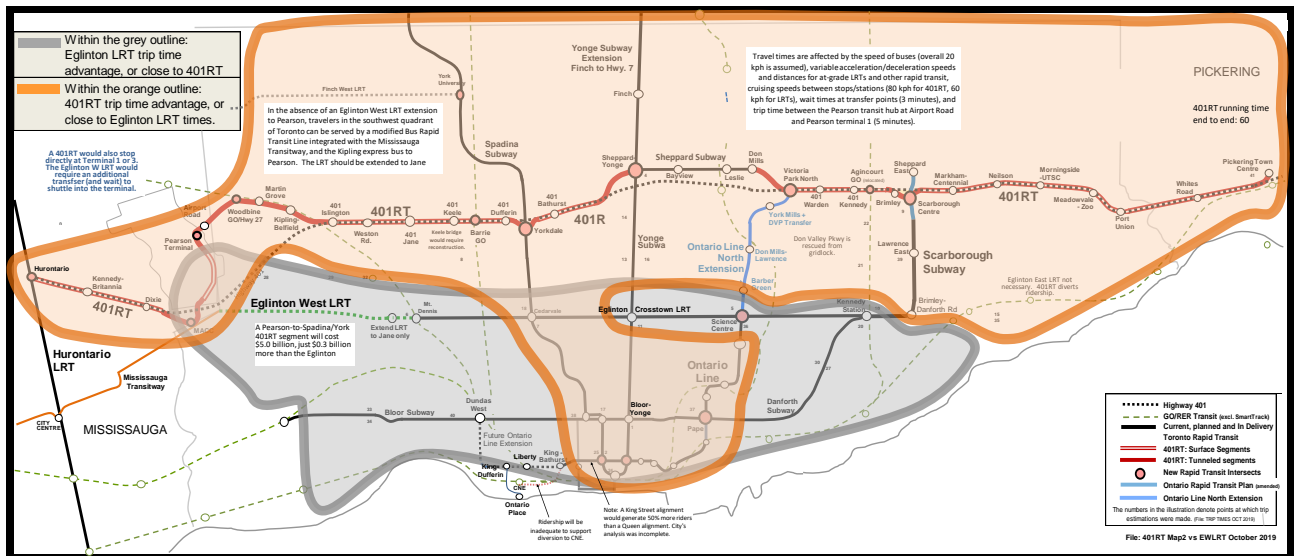 Within the grey outline:
Eglinton LRT trip time
advantage, or close to 401RT
Within the orange outline:
401RT trip time advantage, or
close to Eglinton LRT times.
A 401RT would also stop
directly at Terminal 1 or 3.
The Eglinton W LRT would
require an additional
transfser (and wait) to
shuttle into the terminal.
In the absence of an Eglinton West LRT extension
to Pearson, travelers in the southwest quadrant
of Toronto can be served by a modified Bus Rapid
Transit Line integrated with the Mississauga
Transitway, and the Kipling express bus to
Pearson. The LRT should be extended to Jane
Finch West LRT
York
University
Spadina
Subway
Yonge Subway
Extension
Finch to Hwy. 7
Finch
Travel times are affected by the speed of buses (overall 20
kph is assumed), variable acceleration/deceleration speeds
and distances for at-grade LRTs and other rapid transit,
cruising speeds between stops/stations (80 kph for 401RT, 60
kph for LRTs), wait times at transfer points (3 minutes), and
trip time between the Pearson transit hub at Airport Road
and Pearson terminal 1 (5 minutes).
PICKERING
401RT running time
end to end: 60
Sheppard-
Yonge
Sheppard Subway
Bayview
Leslie
Don
Mills
Victoria
Park North
401
Warden
401
Kennedy
Agincourt
GO
Brimley
Sheppard
East
Scarborough
Centre
Markham-
Centennial
Neilson
Morningside
-UTSC
Meadowvale
- Zoo
Port
Union
Whites
Road
Pickering Town
Centre
Airport
Road
Pearson
Terminal
Woodbine
GO/Hwy 27
Martin
Grove
Kipling-
Belfield
401
Islington
Weston
Rd.
401RT
401
Jane
401
Keele
Keele bridge
would require
reconstruction.
Barrie
GO
401
Dufferin
Yorkdale
401
Bathurst
401R
York Mills +
DVP Transfer
Ontario Line
North
Extension
Don Mills-
Lawrence
Don Valley Pkwy is
rescued from
gridlock.
Barber
Green
Yonge
Subwa
Lawrence
East
Scarborough
Subway
Eglinton East LRT not
necessary. 401RT diverts
ridership.
Brimley-
Danforth Rd
Kennedy
Station
Hurontario
Kennedy-
Britannia
Dixie
401RT
MACC
Eglinton West LRT
Extend LRT
to Jane only
Mt.
Dennis
Cedarvale
Eglinton
Crosstown LRT
Science
Centre
A Pearson-to-Spadina/York
401RT segment will cost
$5.0 billion, just $0.3 billion
more than the Eglinton
Hurontario
LRT
Mississauga
Transitway
CITY
CENTRE
MISSISSAUGA
Bloor Subway
Dundas
West
Future Ontario
Line Extension
Bloor-
Yonge
Ontario
Line
Pape
Danforth
Subway
King-
Dufferin
Liberty
King-
Bathurst
CNE
Ontario
Place
Ridership will be
inadequate to support
diversion to CNE.
Note: A King Street alignment
would generate 50% more riders
than a Queen alignment. City's
analysis was incomplete.
Highway 401
GO/RER Transit (excl. SmartTrack)
Current, planned and In Delivery
Toronto Rapid Transit
401RT: Surface Segments
401RT: Tunneled segments
New Rapid Transit Intersects
Ontario Rapid Transit Plan (amended)
Ontario Line North Extension
The numbers in the illustration denote points at which trip
estimations were made. (File: TRIP TIMES OCT 2019)
File: 401RT Map2 vs EWLRT October 2019